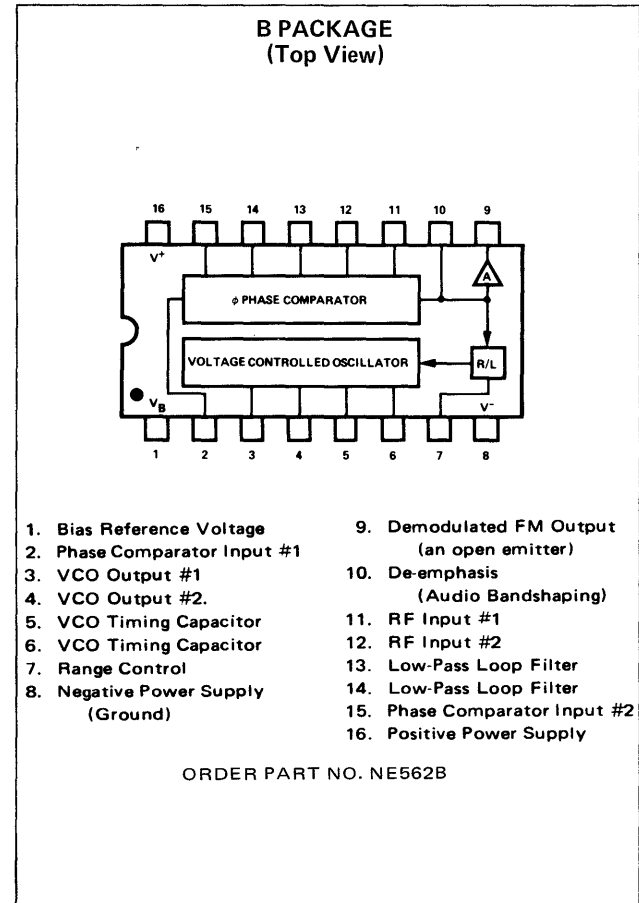 B PACKAGE
(Top View)
16 15 14 13 12 11 10 9
V+
A
φ PHASE COMPARATOR
VOLTAGE CONTROLLED OSCILLATOR
R/L
VB
V-
1 2 3 4 5 6 7 8
1. Bias Reference Voltage
2. Phase Comparator Input #1
3. VCO Output #1
4. VCO Output #2.
5. VCO Timing Capacitor
6. VCO Timing Capacitor
7. Range Control
8. Negative Power Supply
(Ground)
9. Demodulated FM Output
(an open emitter)
10. De-emphasis
(Audio Bandshaping)
11. RF Input #1
12. RF Input #2
13. Low-Pass Loop Filter
14. Low-Pass Loop Filter
15. Phase Comparator Input #2
16. Positive Power Supply
ORDER PART NO. NE562B